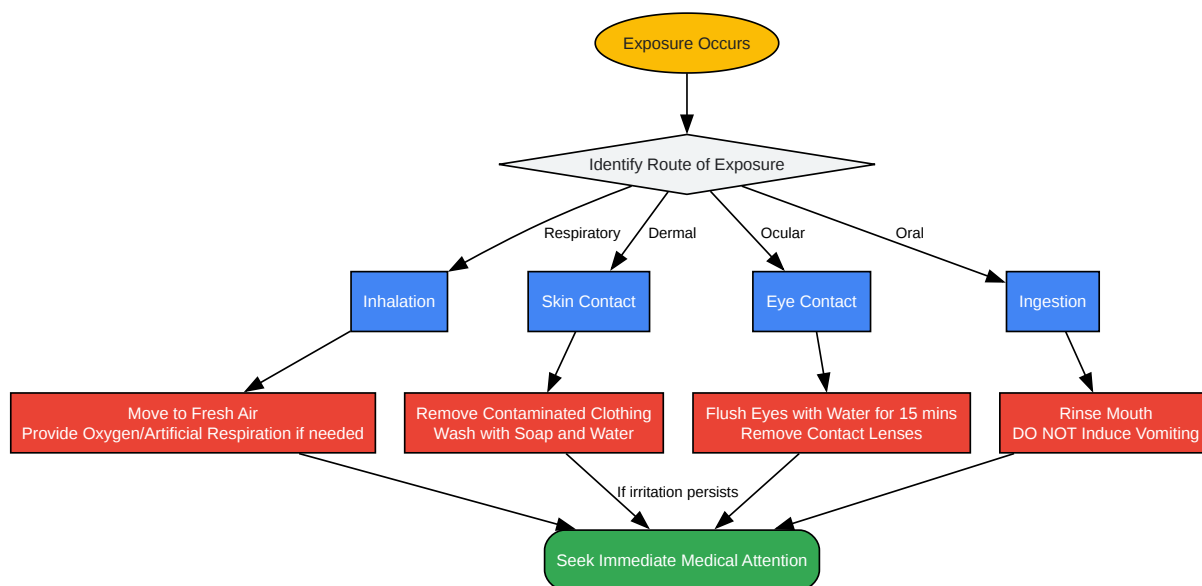 Exposure Occurs
Identify Route of Exposure
Respiratory
Dermal
Ocular
Oral
Inhalation
Skin Contact
Eye Contact
Ingestion
Move to Fresh Air
Provide Oxygen/Artificial Respiration if needed
Remove Contaminated Clothing
Wash with Soap and Water
Flush Eyes with Water for 15 mins
Remove Contact Lenses
Rinse Mouth
DO NOT Induce Vomiting
If irritation persists
Seek Immediate Medical Attention